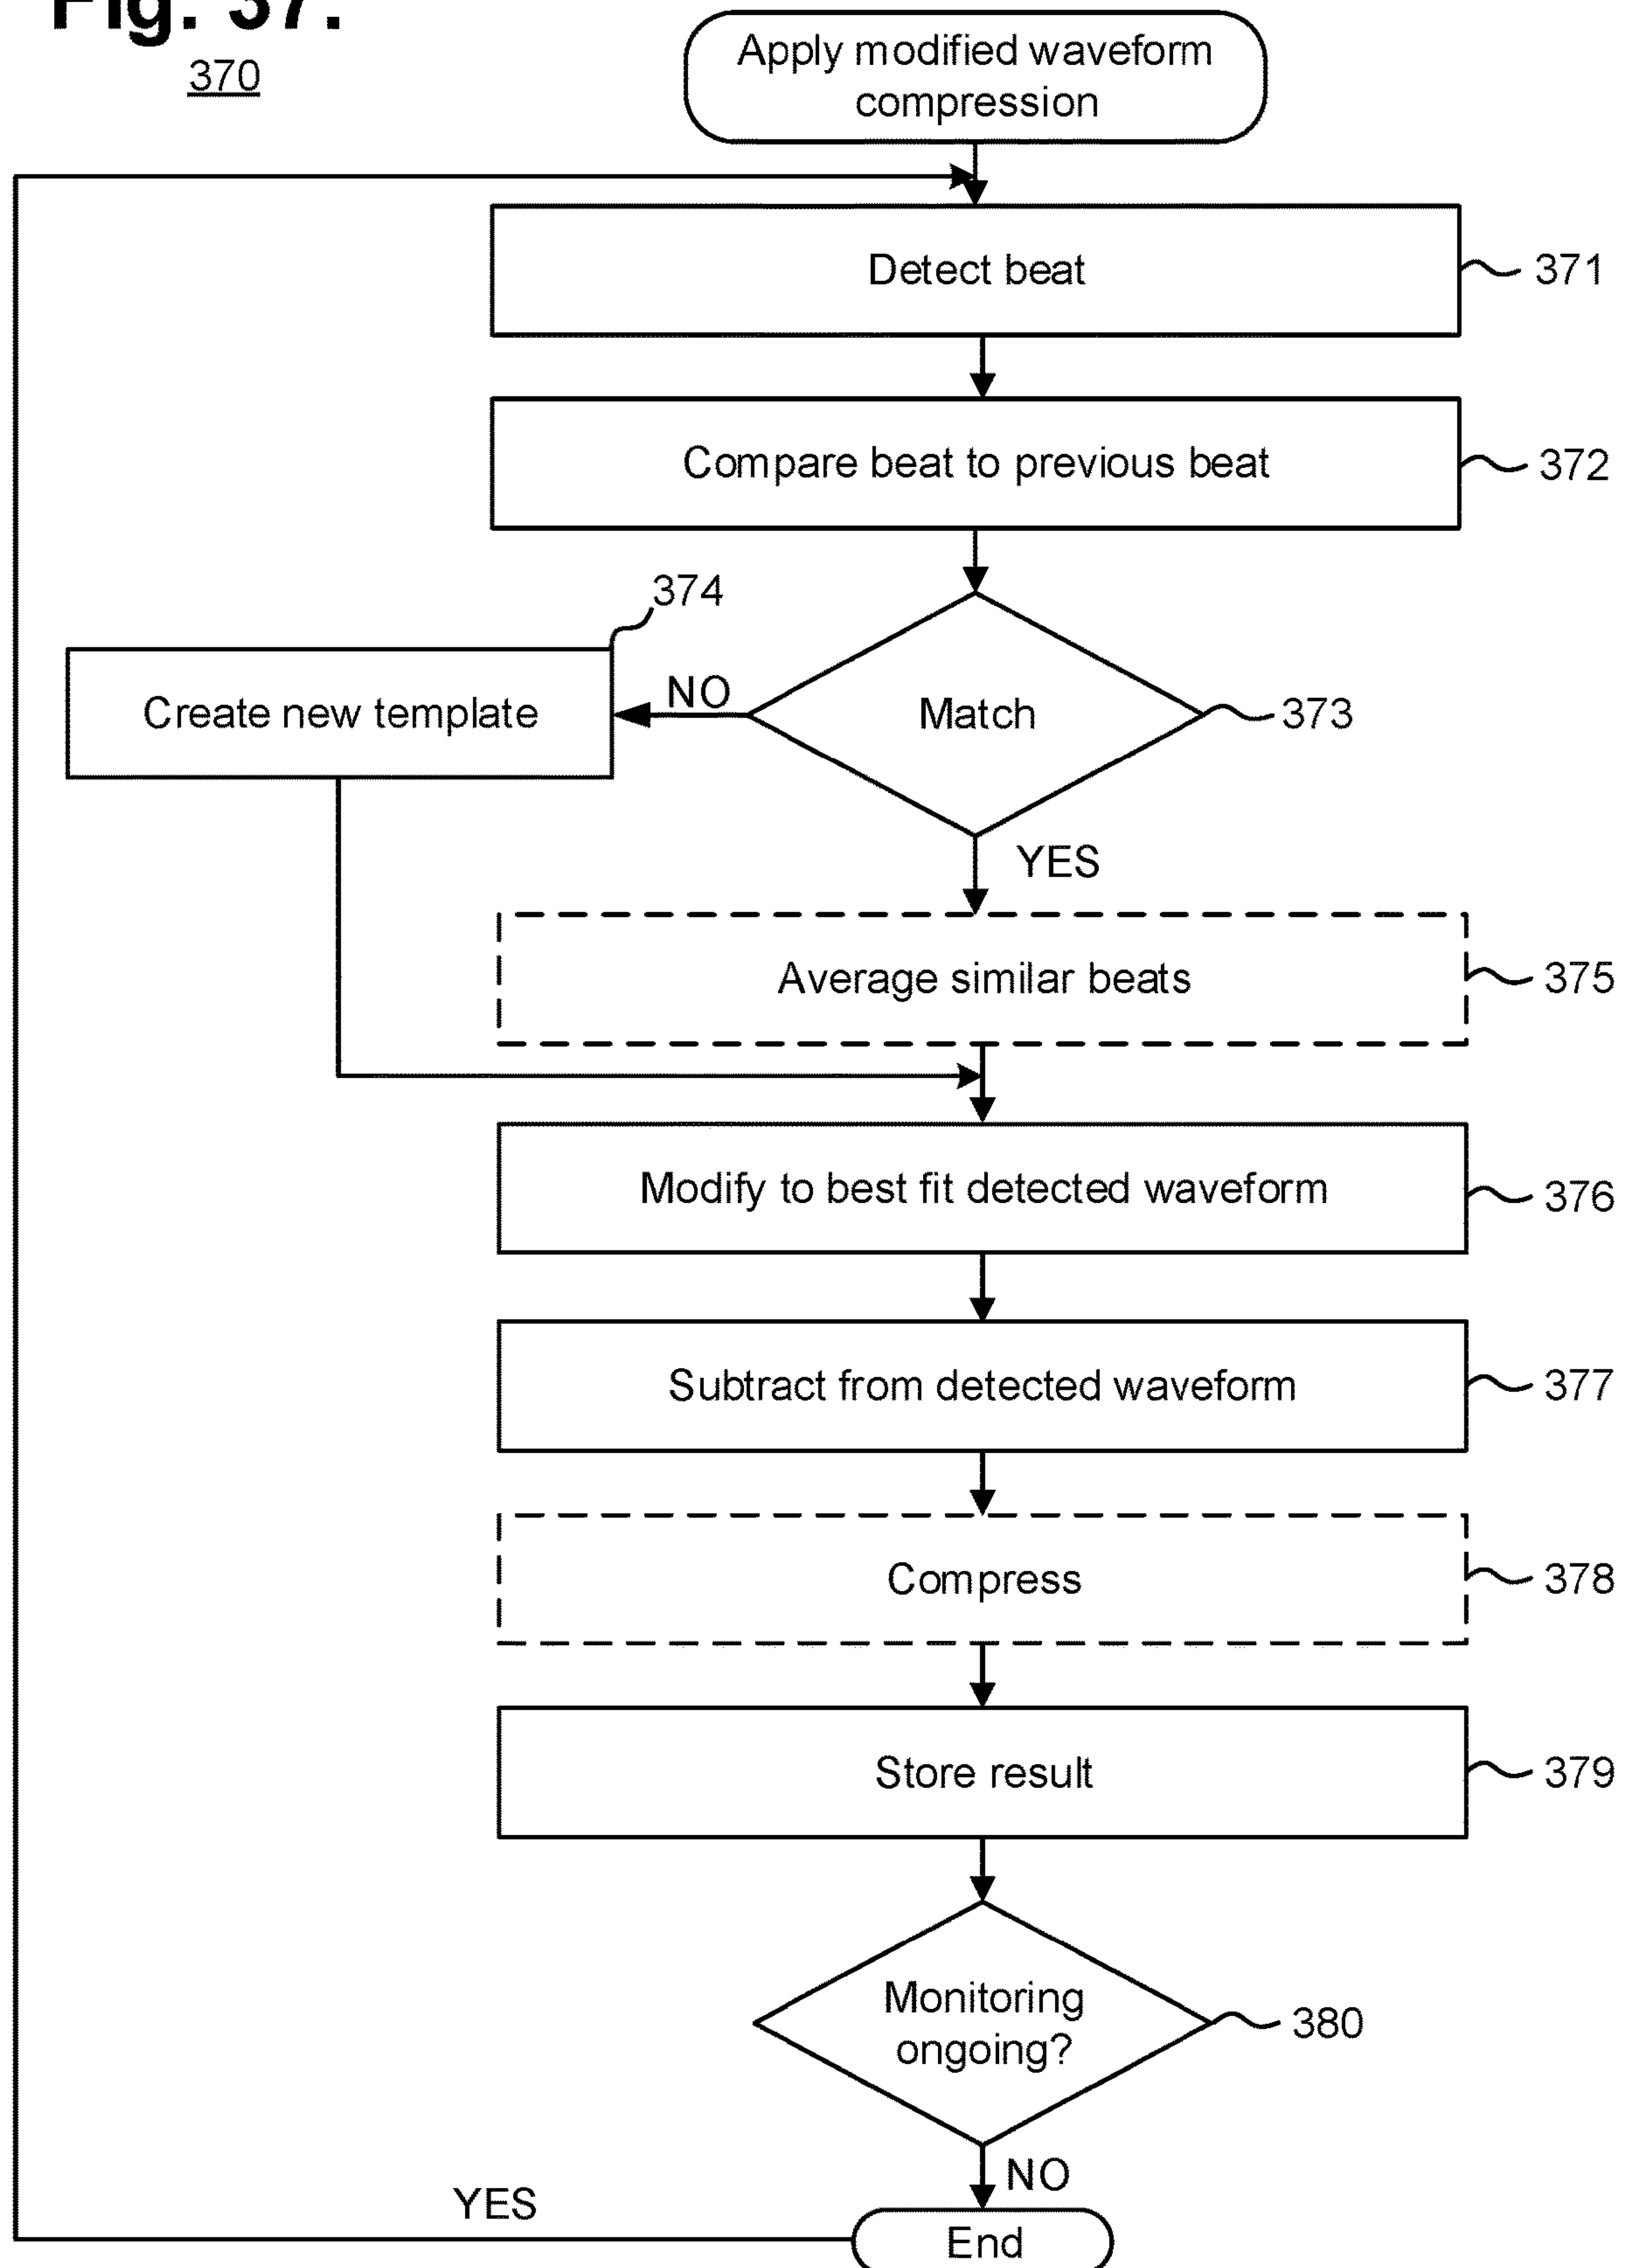 Fig. 37.
370
Apply modified waveform
compression
Detect beat
371
Compare beat to previous beat
372
374
Create new template
NO
Match
373
YES
Average similar beats
375
Modify to best fit detected waveform
376
Subtract from detected waveform
377
Compress
378
Store result
379
Monitoring
ongoing?
380
NO
YES
End